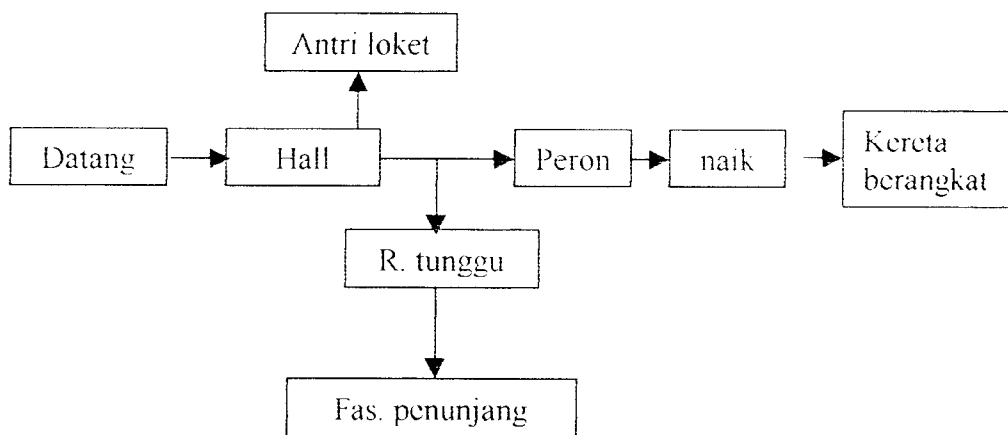 Antri loket
Datang
Hall
Peron
naik
Kereta
berangkat
R. tunggu
Fas. penunjang